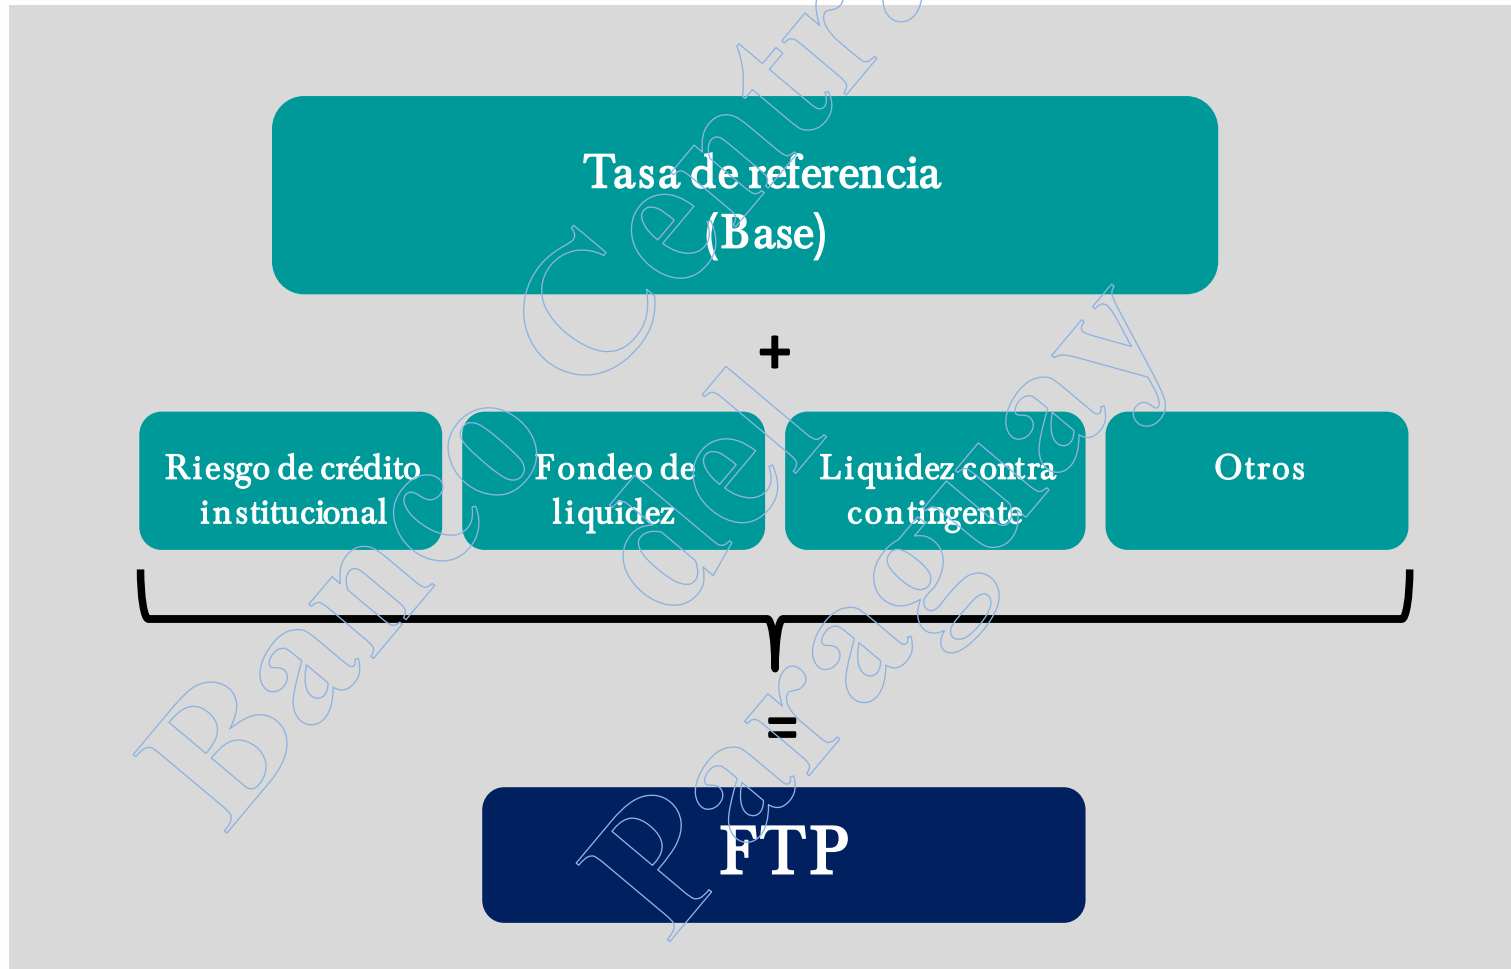 Tasa de referencia
(Base)
+
Riesgo de crédito
institucional
Fondeo de
liquidez
Liquidez contra
contingente
Otros
=
FTP
Banco Centr
del
Paraguay